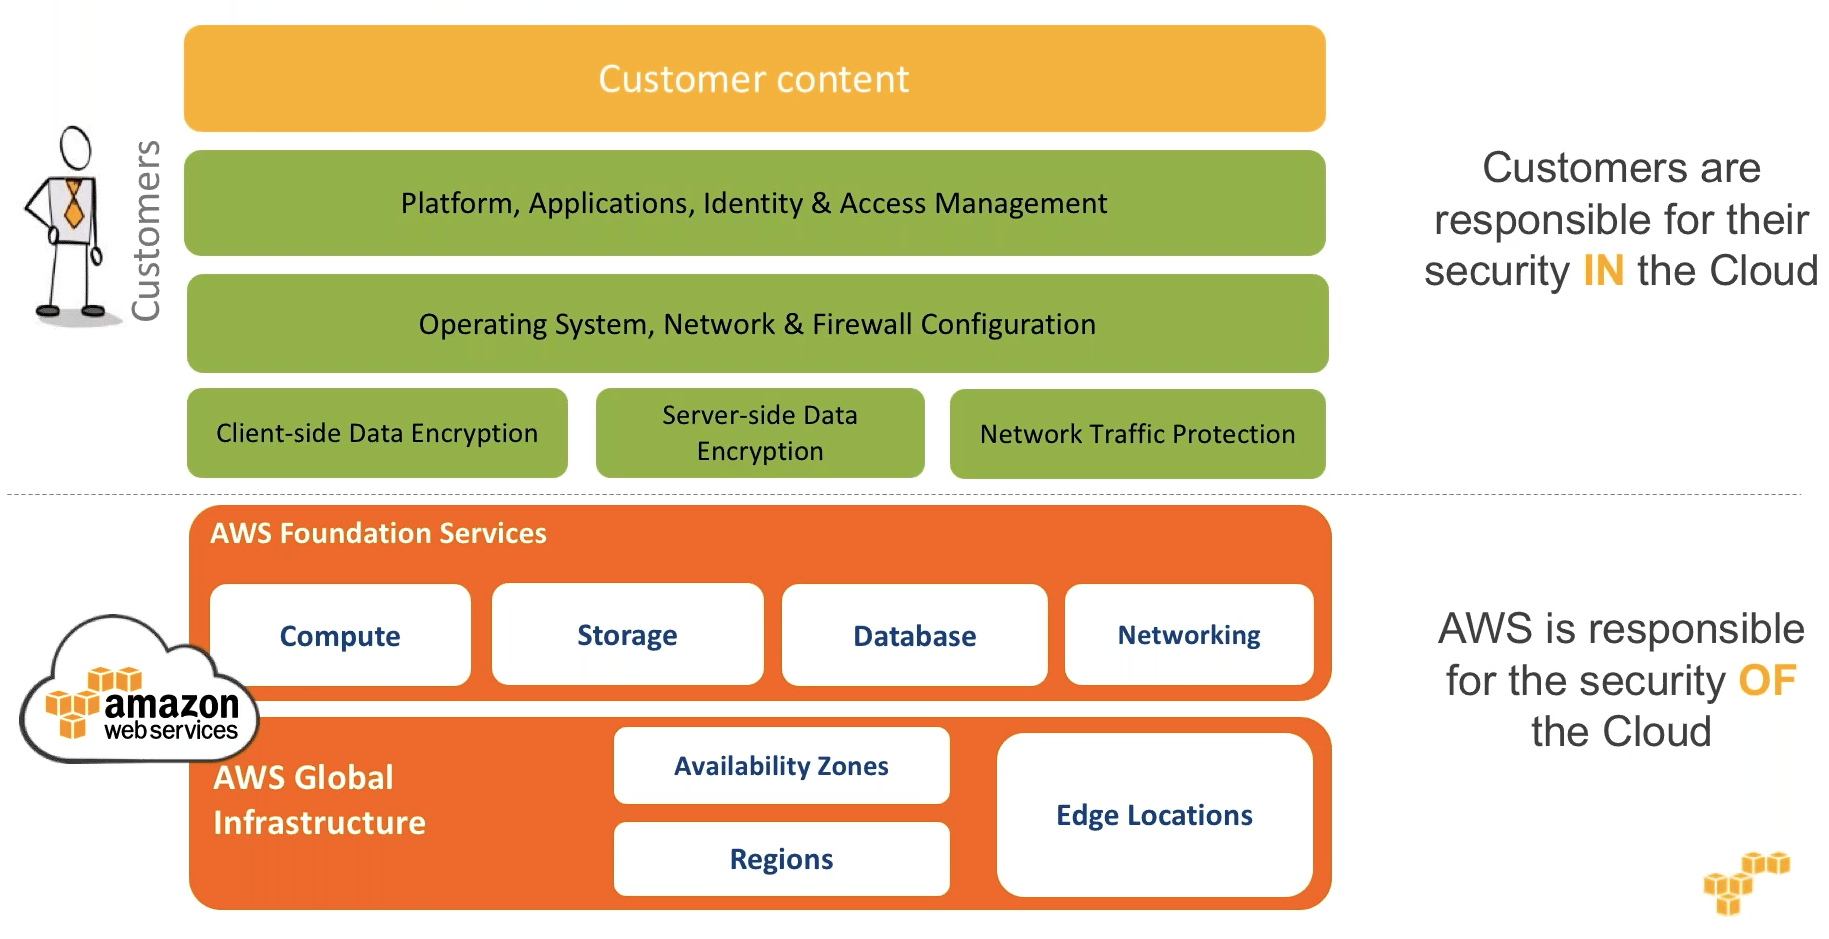 Customer content
Customers
Platform, Applications, Identity & Access Management
Operating System, Network & Firewall Configuration
Client-side Data Encryption
Server-side Data
Encryption
Network Traffic Protection
Customers are
responsible for their
security IN the Cloud
AWS Foundation Services
Compute
Storage
Database
Networking
amazon
web services
AWS Global
Infrastructure
Availability Zones
Regions
Edge Locations
AWS is responsible
for the security OF
the Cloud